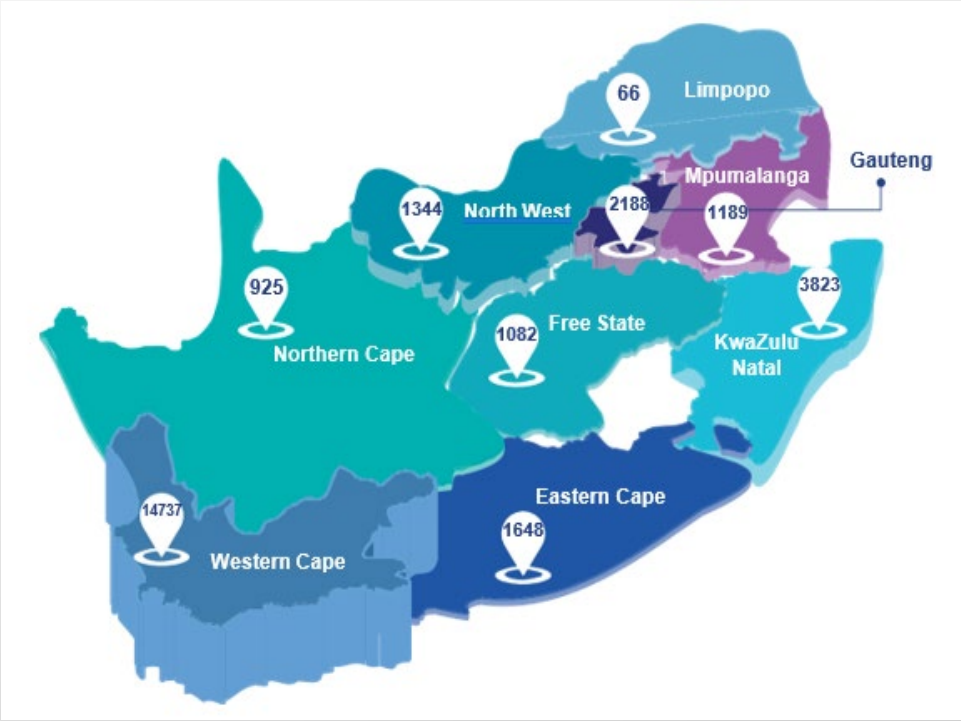 66
Limpopo
Gauteng
Mpumalanga
1344
North West
2188
1189
925
3823
Northern Cape
1082
Free State
KwaZulu
Natal
14737
Western Cape
Eastern Cape
1648